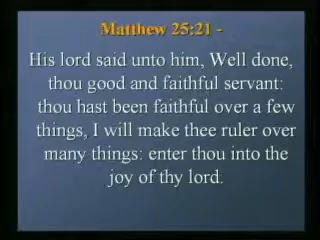 Matthew 25:21 -
His lord said unto him, Well done,
thou good and faithful servant:
thou hast been faithful over a few
things, I will make thee ruler over
many things: enter thou into the
joy of thy lord.